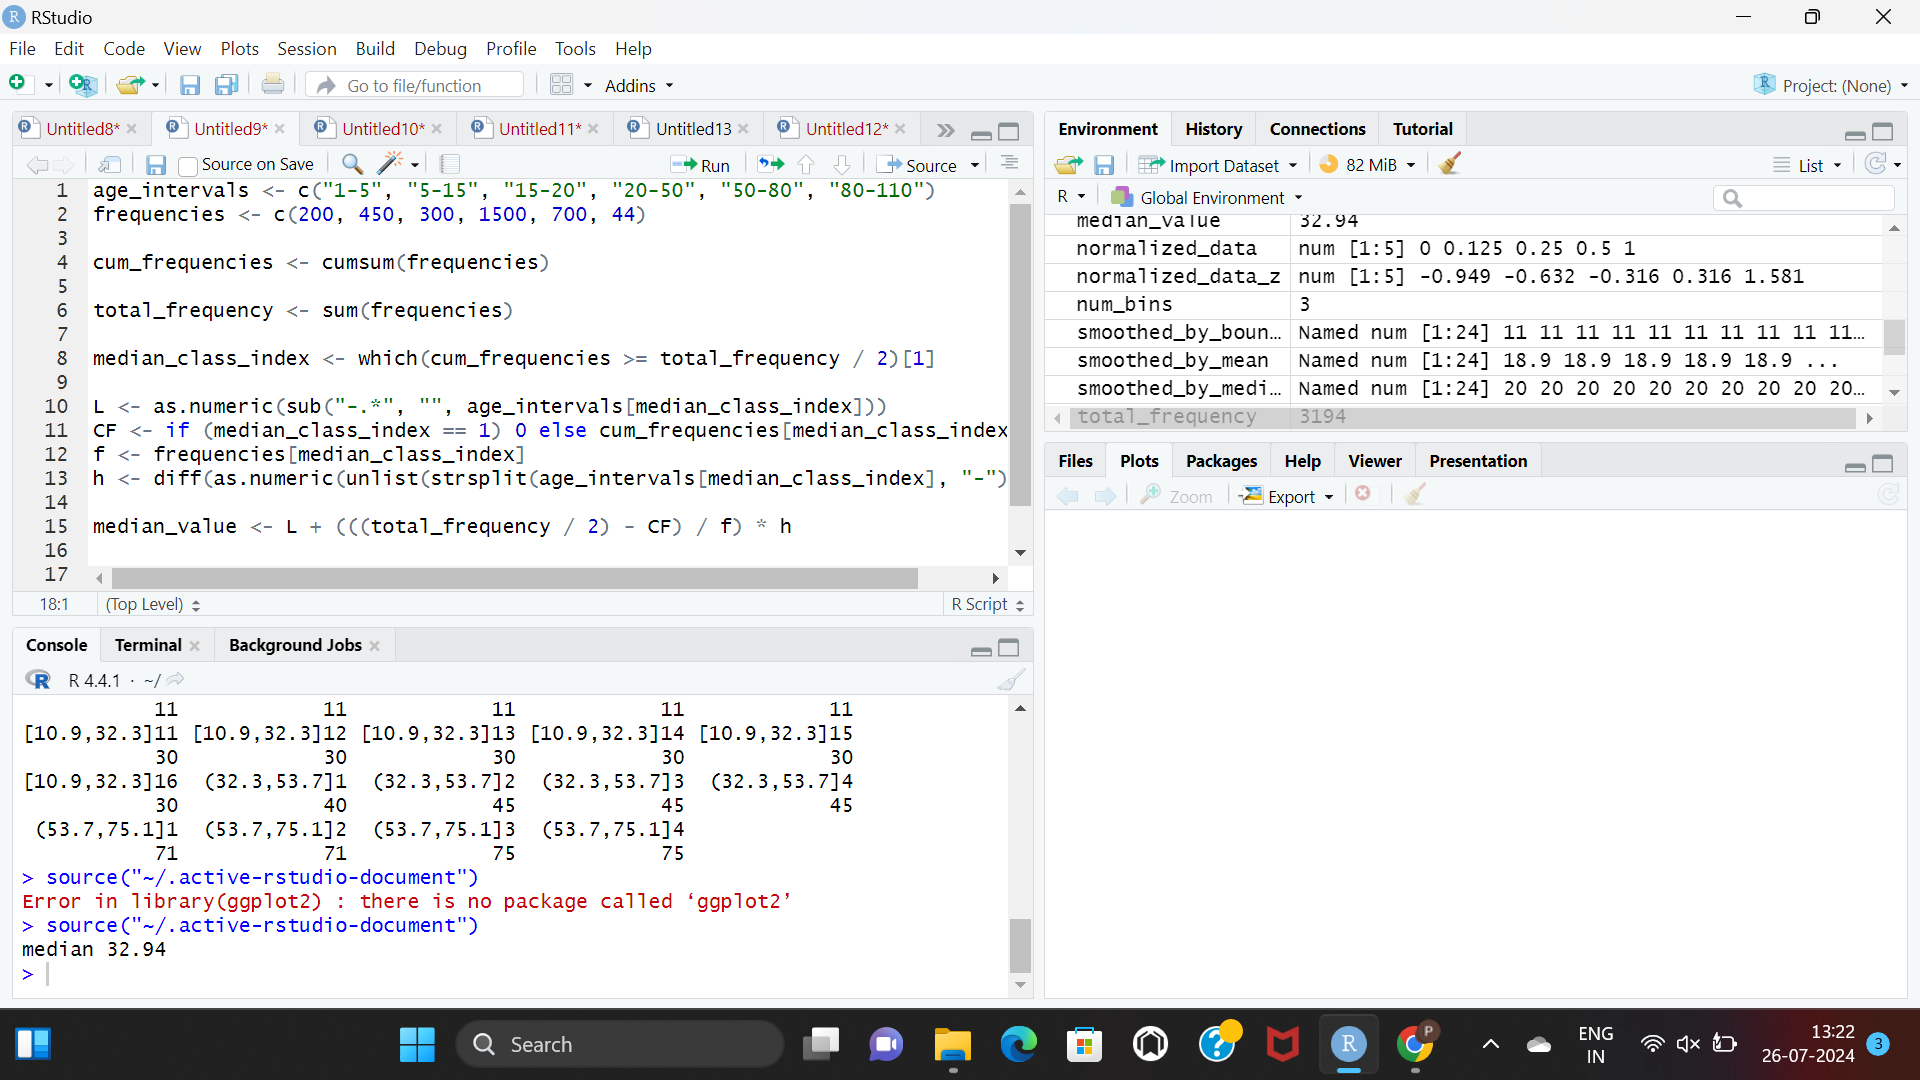 RStudio
File Edit Code View Plots Session Build Debug Profile Tools Help
Go to file/function Addins Project: (None)
Untitled8* Untitled9* Untitled10* Untitled11* Untitled13 Untitled12*
Source on Save Run Source
1 age_intervals <- c("1-5", "5-15", "15-20", "20-50", "50-80", "80-110")
2 frequencies <- c(200, 450, 300, 1500, 700, 44)
3
4 cum_frequencies <- cumsum(frequencies)
5
6 total_frequency <- sum(frequencies)
7
8 median_class_index <- which(cum_frequencies >= total_frequency / 2)[1]
9
10 L <- as.numeric(sub("-.*", "", age_intervals[median_class_index]))
11 CF <- if (median_class_index == 1) 0 else cum_frequencies[median_class_index
12 f <- frequencies[median_class_index]
13 h <- diff(as.numeric(unlist(strsplit(age_intervals[median_class_index], "-")
14
15 median_value <- L + (((total_frequency / 2) - CF) / f) * h
16
17
18:1 (Top Level) R Script
Console Terminal Background Jobs
R 4.4.1 · ~/
11 11 11 11 11
[10.9,32.3]11 [10.9,32.3]12 [10.9,32.3]13 [10.9,32.3]14 [10.9,32.3]15
30 30 30 30 30
[10.9,32.3]16 (32.3,53.7]1 (32.3,53.7]2 (32.3,53.7]3 (32.3,53.7]4
30 40 45 45 45
(53.7,75.1]1 (53.7,75.1]2 (53.7,75.1]3 (53.7,75.1]4
71 71 75 75
> source("~/.active-rstudio-document")
Error in library(ggplot2) : there is no package called ‘ggplot2’
> source("~/.active-rstudio-document")
median 32.94
>
Environment History Connections Tutorial
Import Dataset 82 MiB List
R Global Environment
median_value 32.94
normalized_data num [1:5] 0 0.125 0.25 0.5 1
normalized_data_z num [1:5] -0.949 -0.632 -0.316 0.316 1.581
num_bins 3
smoothed_by_boun… Named num [1:24] 11 11 11 11 11 11 11 11 11 11…
smoothed_by_mean Named num [1:24] 18.9 18.9 18.9 18.9 18.9 ...
smoothed_by_medi… Named num [1:24] 20 20 20 20 20 20 20 20 20 20…
total_frequency 3194
Files Plots Packages Help Viewer Presentation
Zoom Export
Search
P
ENG
IN
13:22
26-07-2024
3